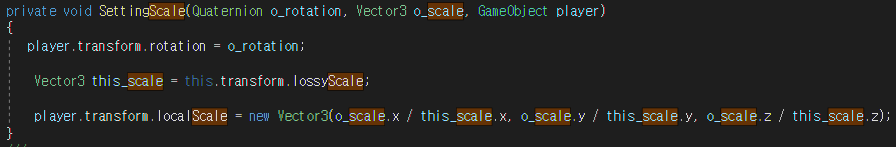 private void SettingScale(Quaternion o_rotation, Vector3 o_scale, GameObject player)
{
player.transform.rotation = o_rotation;
Vector3 this_scale = this.transform.lossyScale;
player.transform.localScale = new Vector3(o_scale.x / this_scale.x, o_scale.y / this_scale.y, o_scale.z / this_scale.z);
}